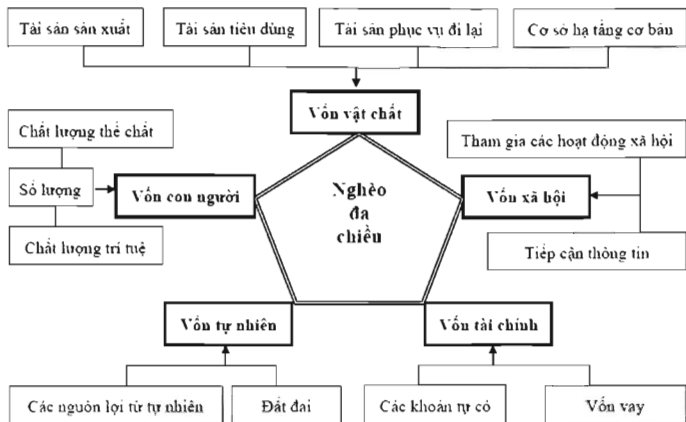 Tài sản sản xuất
Tài sản tiêu dùng
Tài sản phục vụ đi lại
Cơ sở hạ tầng cơ bản
Vốn vật chất
Chất lượng thể chất
Số lượng
Chất lượng trí tuệ
Vốn con người
Nghèo
đa
chiều
Tham gia các hoạt động xã hội
Vốn xã hội
Tiếp cận thông tin
Vốn tự nhiên
Vốn tài chính
Các nguồn lợi từ tự nhiên
Đất đai
Các khoản tự có
Vốn vay